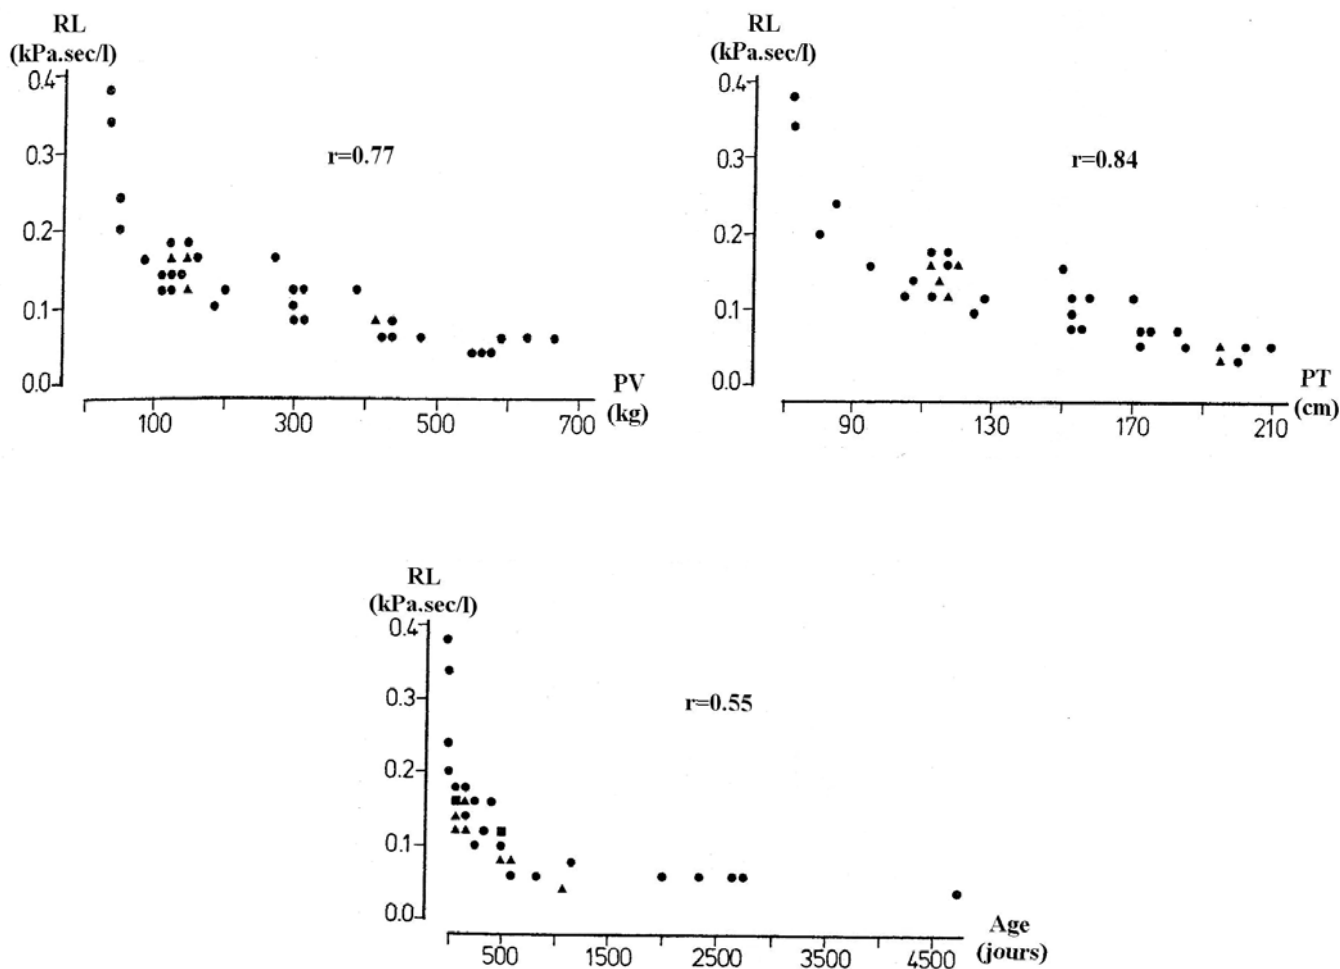 RL
(kPa.sec/l)
0.4
0.3
0.2
0.1
0.0
r=0.77
100
300
500
700
PV
(kg)
RL
(kPa.sec/l)
0.4
0.3
0.2
0.1
0.0
r=0.84
90
130
170
210
PT
(cm)
RL
(kPa.sec/l)
0.4
0.3
0.2
0.1
0.0
r=0.55
500
1500
2500
3500
4500
Age
(jours)